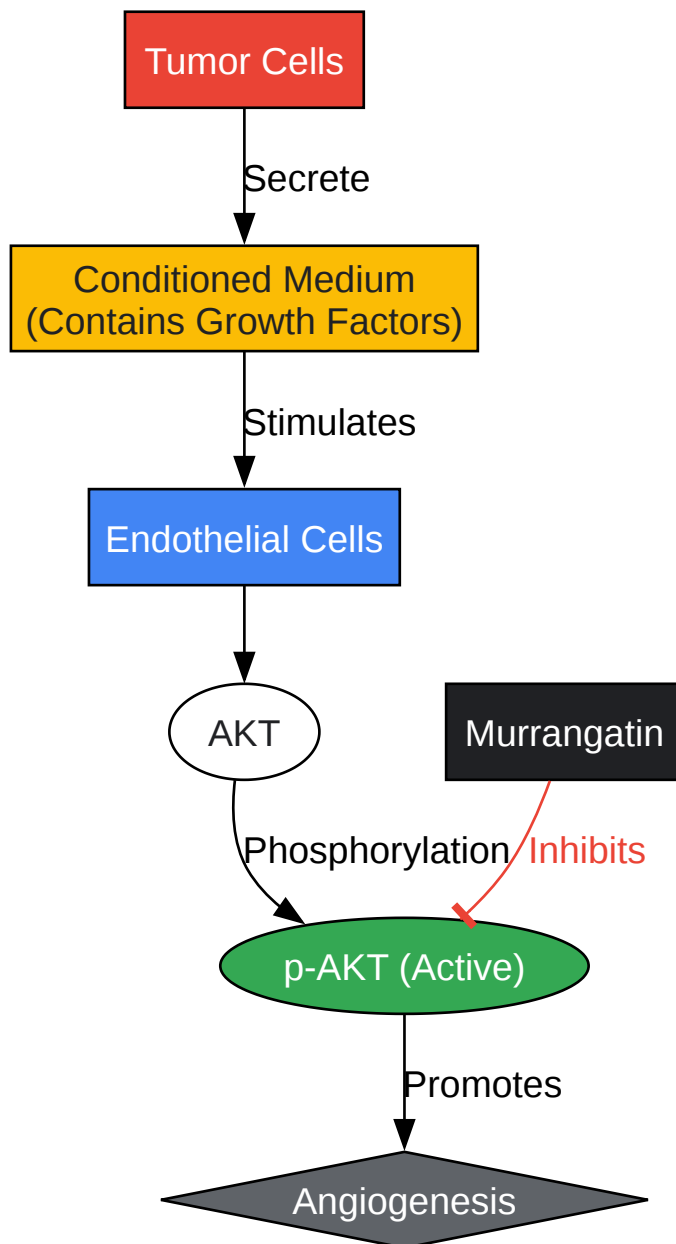 Tumor Cells
Secrete
Conditioned Medium
(Contains Growth Factors)
Stimulates
Endothelial Cells
AKT
Murrangatin
Phosphorylation
Inhibits
p-AKT (Active)
Promotes
Angiogenesis